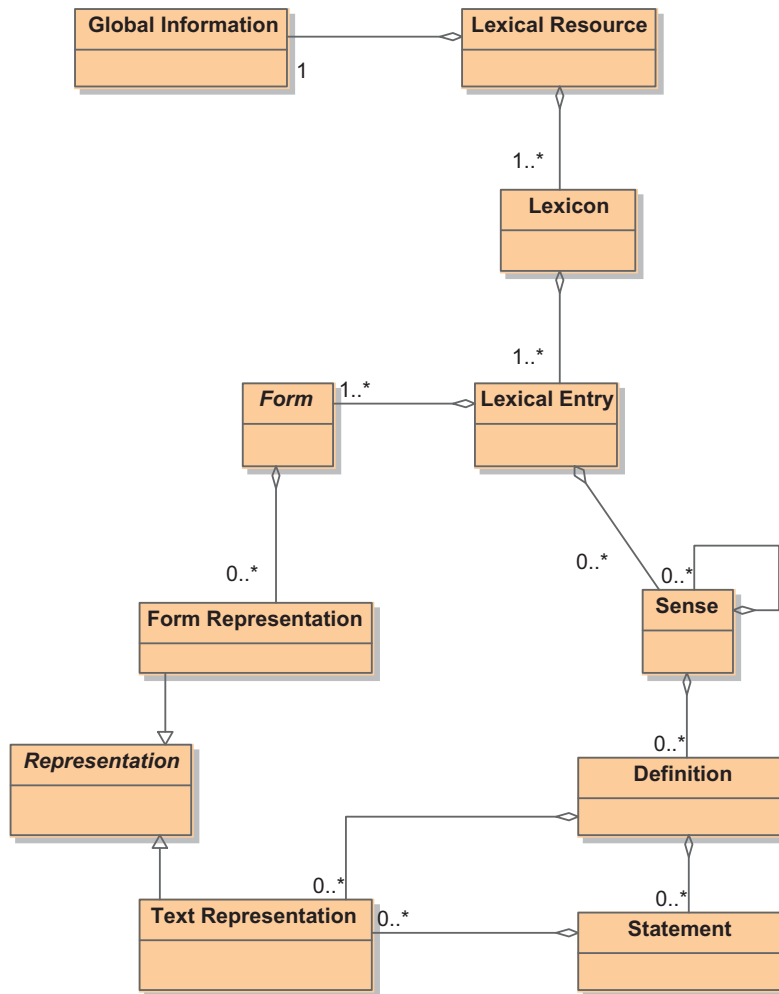 Global Information
Lexical Resource
1
1..*
Lexicon
1..*
Form
1..*
Lexical Entry
0..*
0..*
0..*
Form Representation
Sense
Representation
0..*
Definition
0..*
0..*
0..*
Text Representation
Statement